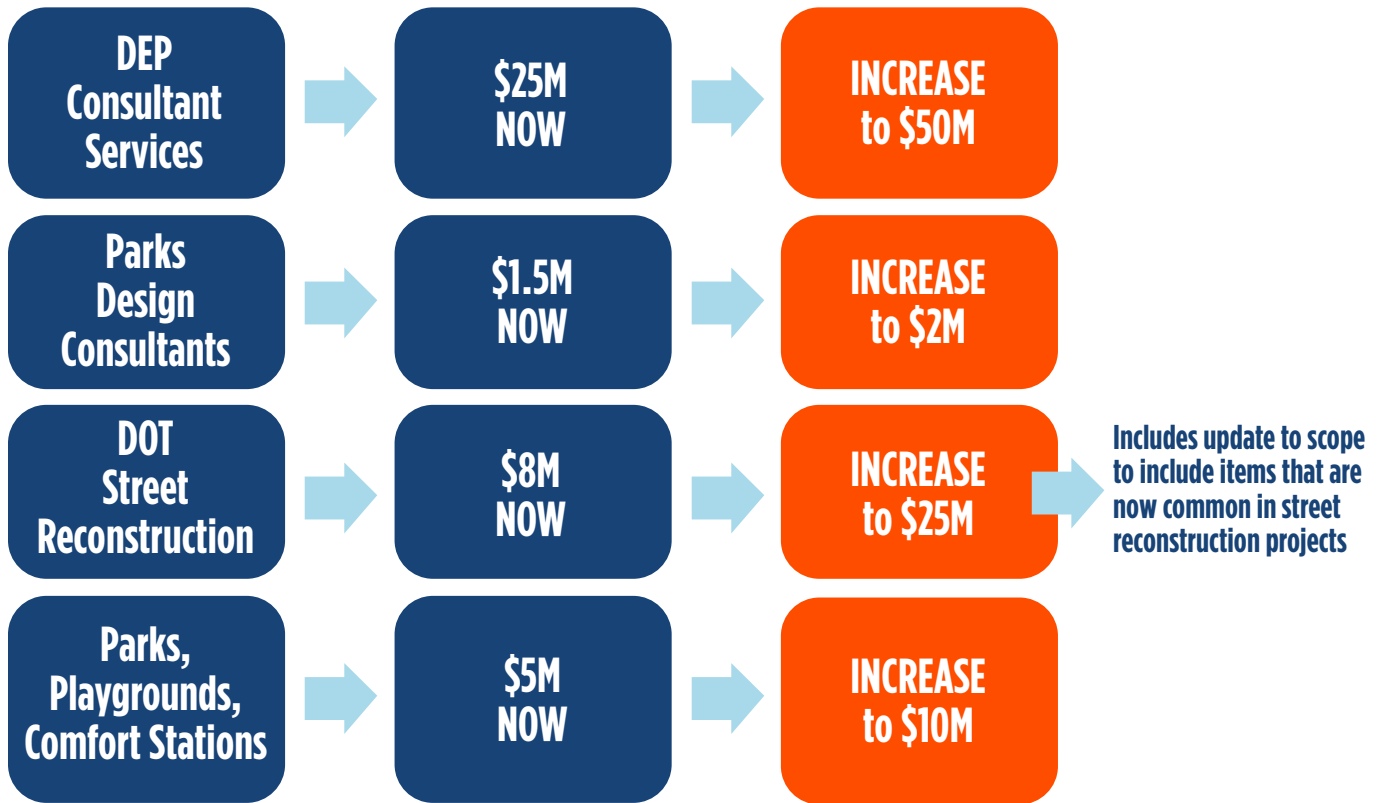 DEP
Consultant
Services
$25M
NOW
INCREASE
to $50M
Parks
Design
Consultants
$1.5M
NOW
INCREASE
to $2M
DOT
Street
Reconstruction
$8M
NOW
INCREASE
to $25M
Includes update to scope
to include items that are
now common in street
reconstruction projects
Parks,
Playgrounds,
Comfort Stations
$5M
NOW
INCREASE
to $10M